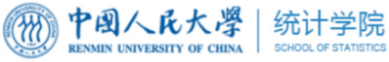 中国人民大學
RENMIN UNIVERSITY OF CHINA
统计学院
SCHOOL OF STATISTICS